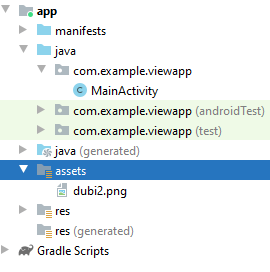 app
manifests
java
com.example.viewapp
MainActivity
com.example.viewapp (androidTest)
com.example.viewapp (test)
java (generated)
assets
dubi2.png
res
res (generated)
Gradle Scripts